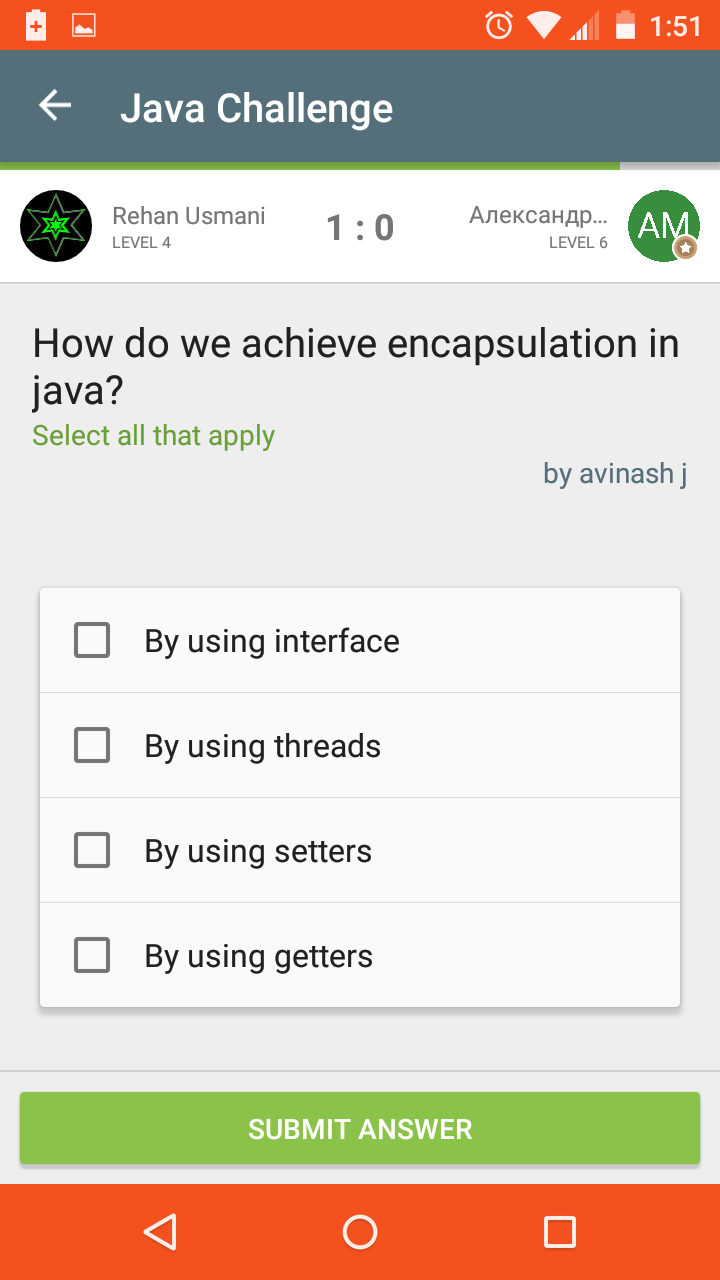 1:51
Java Challenge
Rehan Usmani
LEVEL 4
1 : 0
Александр...
LEVEL 6
AM
How do we achieve encapsulation in
java?
Select all that apply
by avinash j
By using interface
By using threads
By using setters
By using getters
SUBMIT ANSWER